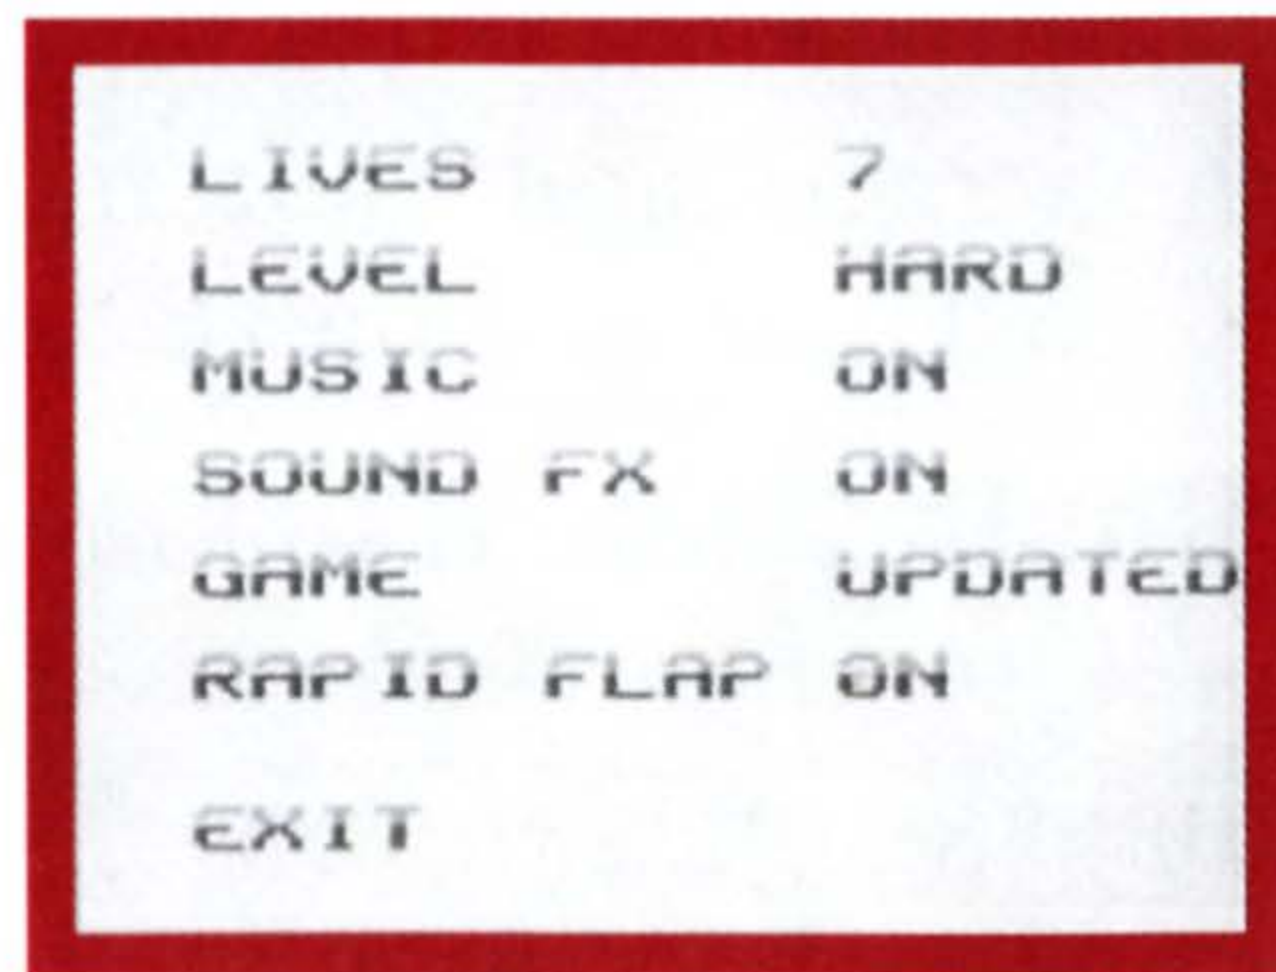 LIVES 7
LEVEL HARD
MUSIC ON
SOUND FX ON
GAME UPDATED
RAPID FLAP ON
EXIT